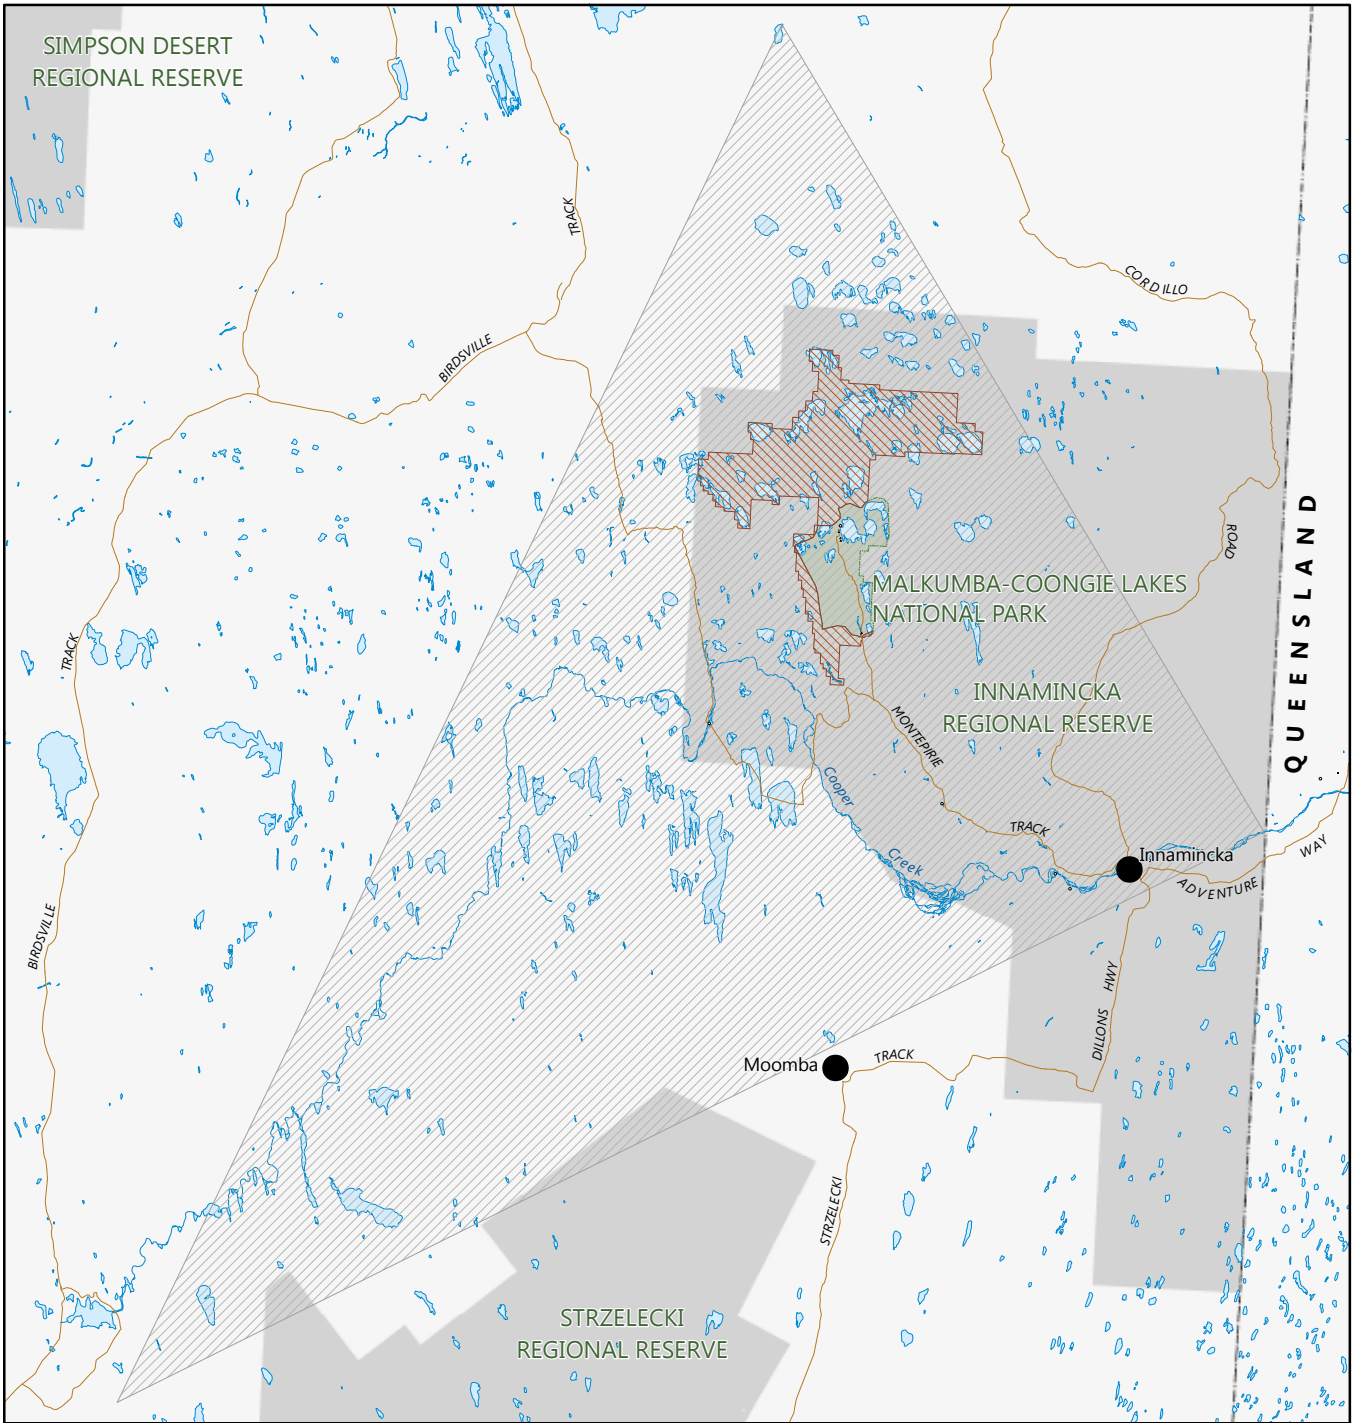 SIMPSON DESERT
REGIONAL RESERVE
TRACK
CORDILLO
BIRDSVILLE
ROAD
QUEENSLAND
MALKUMBA-COONGIE LAKES
NATIONAL PARK
TRACK
INNAMINCKA
REGIONAL RESERVE
MONTEPIRIE
Cooper
TRACK
Creek
Innamincka
WAY
ADVENTURE
BIRDSVILLE
DILLONS HWY
Moomba
TRACK
STRZELECKI
STRZELECKI
REGIONAL RESERVE